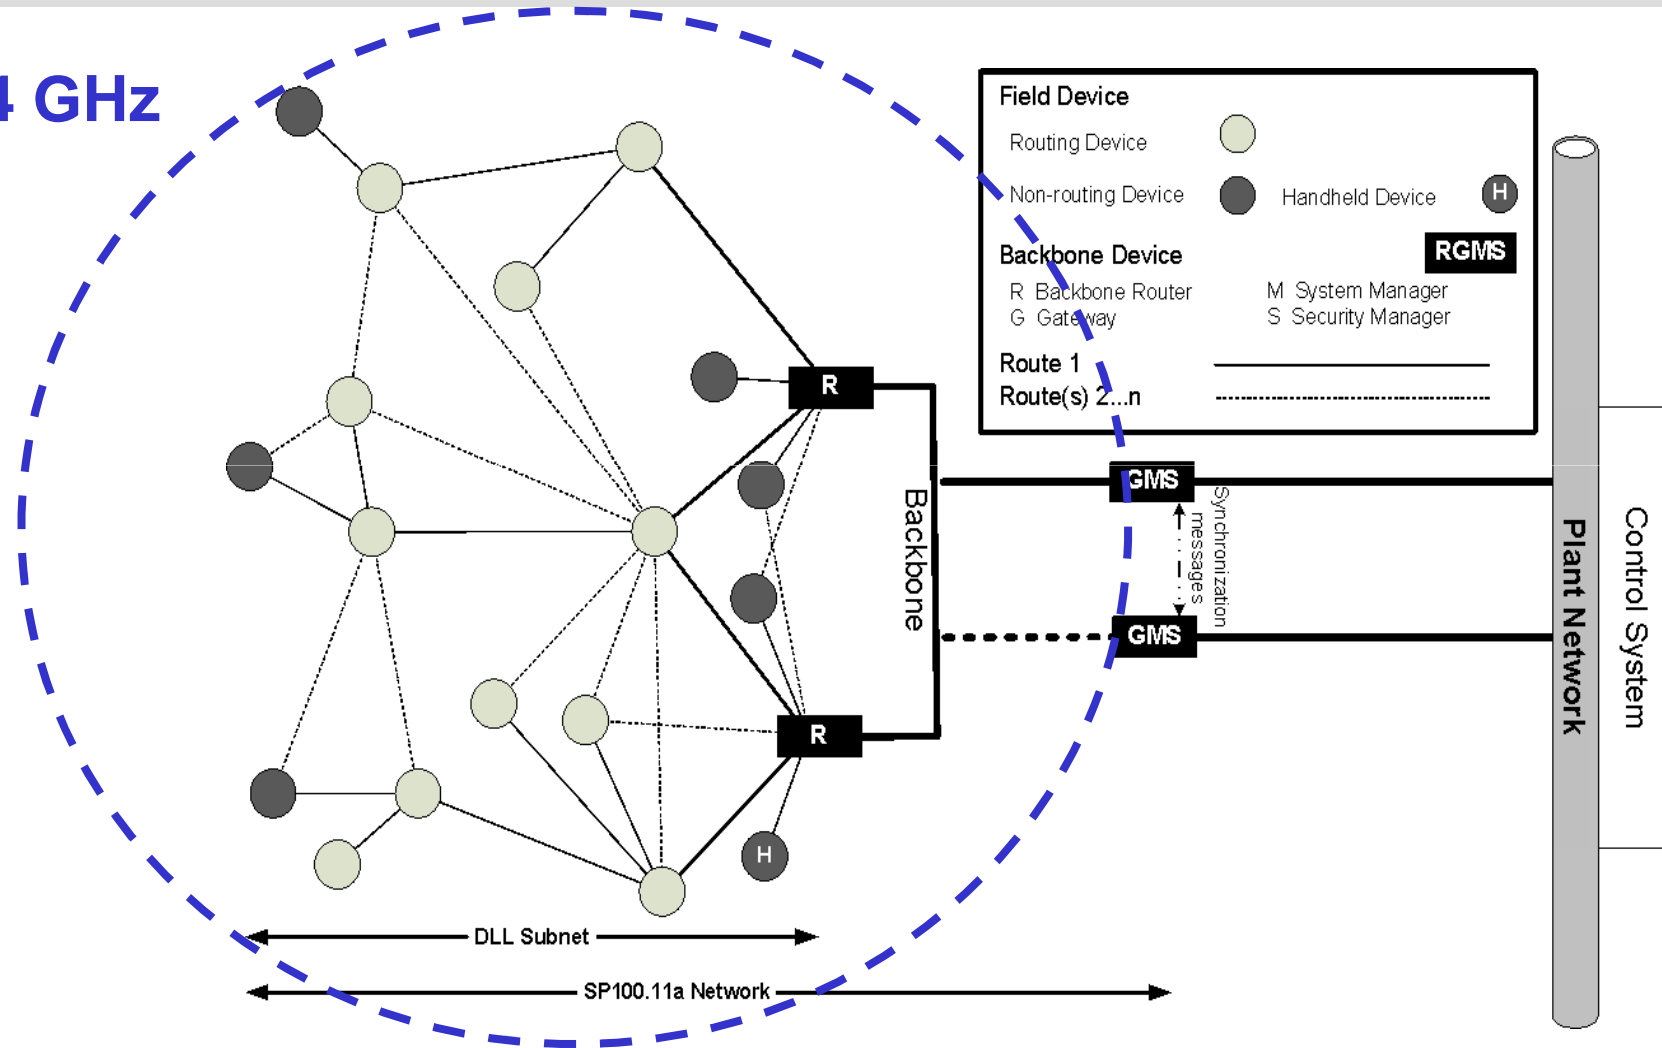 4 GHz
Field Device
Routing Device
Non-routing Device
Handheld Device
H
Backbone Device
RGMS
R Backbone Router
M System Manager
G Gateway
S Security Manager
Route 1
Route(s) 2...n
R
Backbone
GMS
Synchronization
messages
GMS
Plant Network
Control System
R
H
DLL Subnet
SP100.11a Network